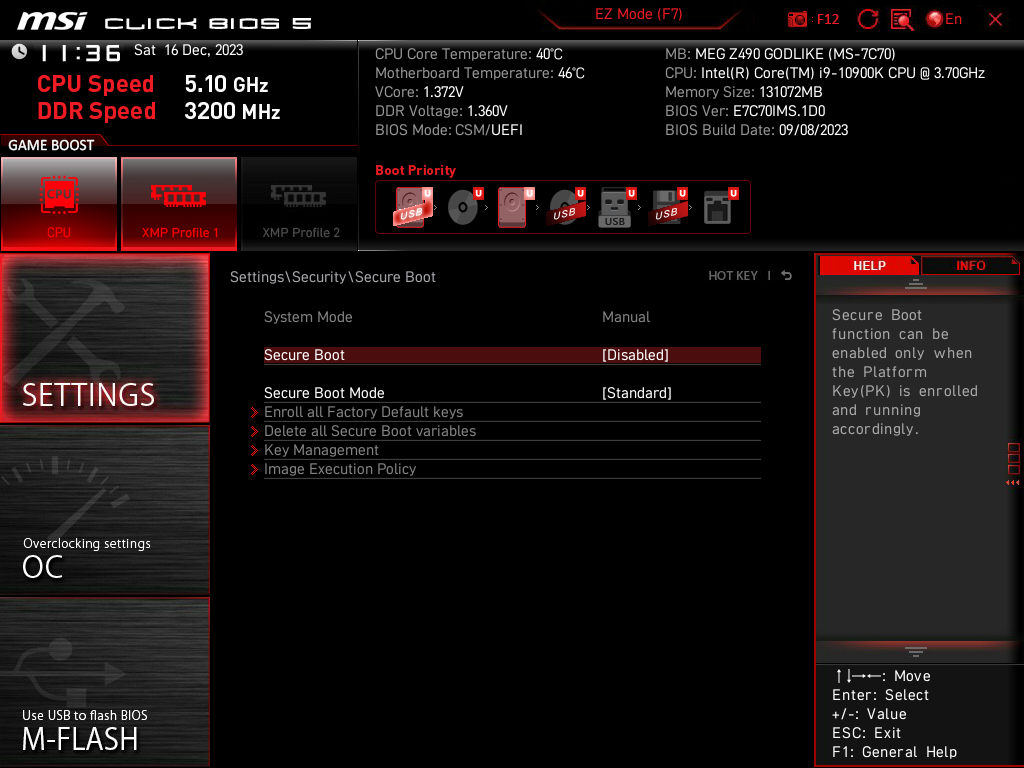 msi CLICK BIOS 5
EZ Mode (F7)
F12
En
11:36 Sat 16 Dec, 2023
CPU Speed 5.10 GHz
DDR Speed 3200 MHz
CPU Core Temperature: 40°C
Motherboard Temperature: 46°C
VCore: 1.372V
DDR Voltage: 1.360V
BIOS Mode: CSM/UEFI
MB: MEG Z490 GODLIKE (MS-7C70)
CPU: Intel(R) Core(TM) i9-10900K CPU @ 3.70GHz
Memory Size: 131072MB
BIOS Ver: E7C70IMS.1D0
BIOS Build Date: 09/08/2023
GAME BOOST
CPU
CPU
XMP Profile 1
XMP Profile 2
Boot Priority
U U U U U U U
USB USB USB USB
SETTINGS
Overclocking settings
OC
Use USB to flash BIOS
M-FLASH
Settings\Security\Secure Boot
HOT KEY |
System Mode Manual
Secure Boot [Disabled]
Secure Boot Mode [Standard]
Enroll all Factory Default keys
Delete all Secure Boot variables
Key Management
Image Execution Policy
HELP
INFO
Secure Boot
function can be
enabled only when
the Platform
Key(PK) is enrolled
and running
accordingly.
↑↓→←: Move
Enter: Select
+/-: Value
ESC: Exit
F1: General Help